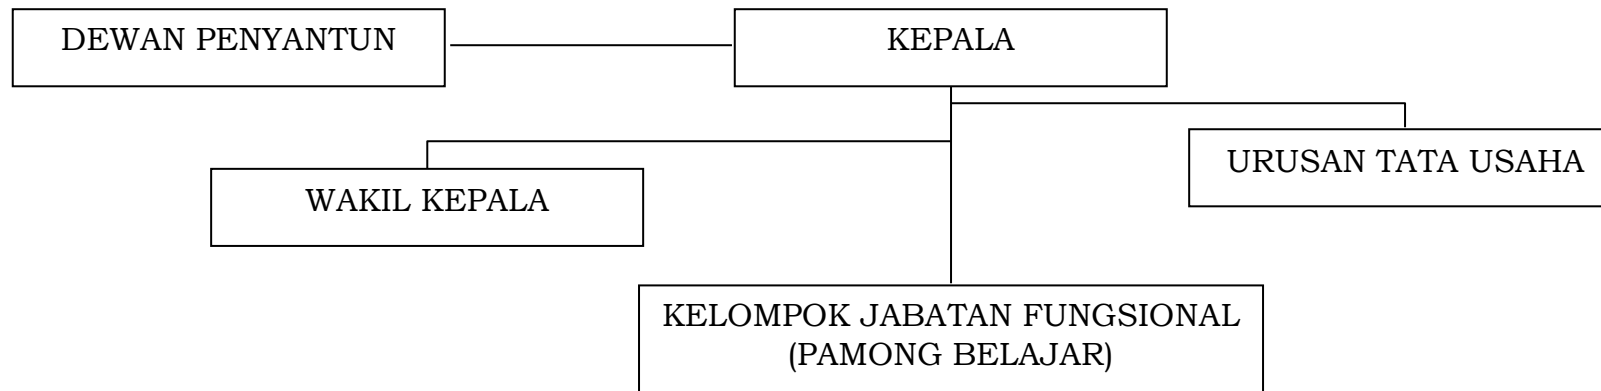 DEWAN PENYANTUN
KEPALA
URUSAN TATA USAHA
WAKIL KEPALA
KELOMPOK JABATAN FUNGSIONAL
(PAMONG BELAJAR)